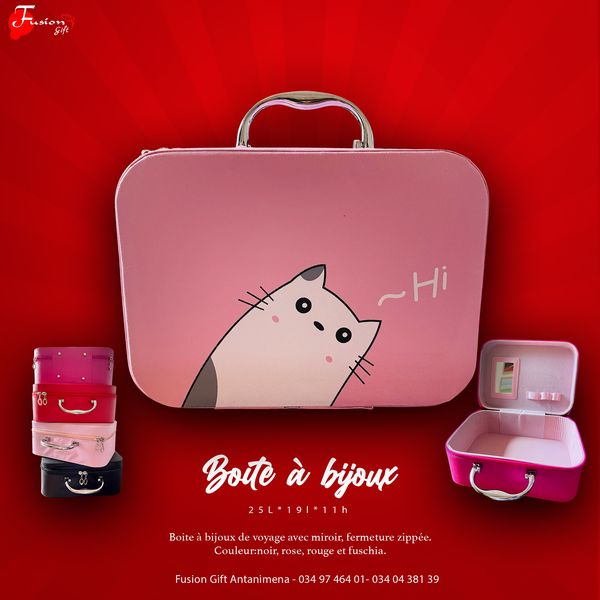 Fusion
Gift
~Hi
Boite à bijoux
25L*19l*11h
Boite à bijoux de voyage avec miroir, fermeture zippée.
Couleur:noir, rose, rouge et fuschia.
Fusion Gift Antanimena - 034 97 464 01- 034 04 381 39